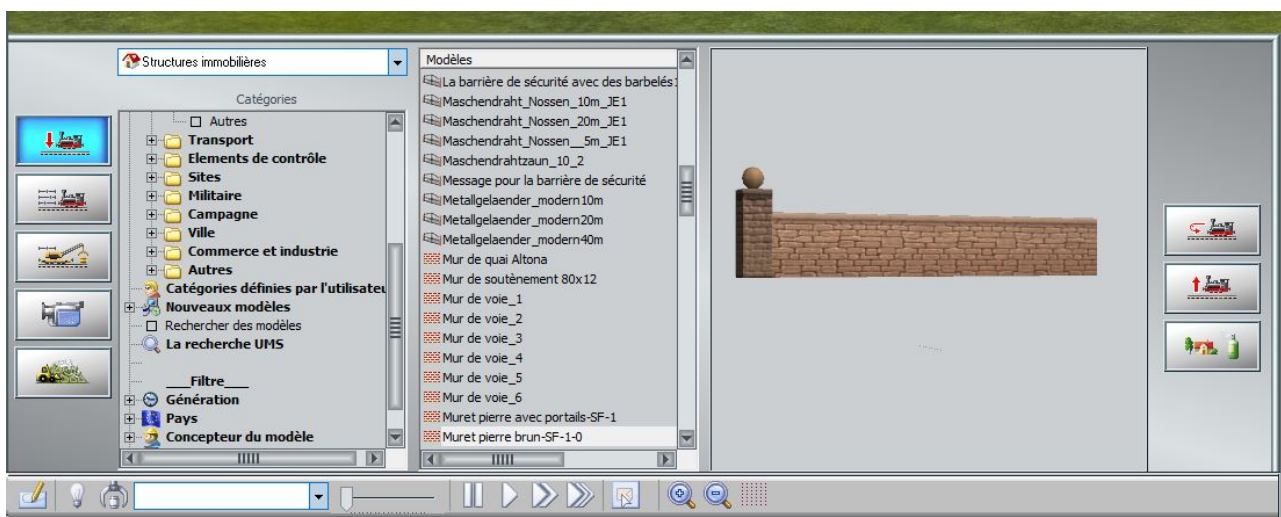 Structures immobilières
Catégories
Autres
Transport
Elements de contrôle
Sites
Militaire
Campagne
Ville
Commerce et industrie
Autres
Catégories définies par l'utilisateu
Nouveaux modèles
Rechercher des modèles
La recherche UMS
___Filtre___
Génération
Pays
Concepteur du modèle
Modèles
La barrière de sécurité avec des barbelés1
Maschendraht_Nossen_10m_JE1
Maschendraht_Nossen_20m_JE1
Maschendraht_Nossen__5m_JE1
Maschendrahtzaun_10_2
Message pour la barrière de sécurité
Metallgelaender_modern10m
Metallgelaender_modern20m
Metallgelaender_modern40m
Mur de quai Altona
Mur de soutènement 80x12
Mur de voie_1
Mur de voie_2
Mur de voie_3
Mur de voie_4
Mur de voie_5
Mur de voie_6
Muret pierre avec portails-SF-1
Muret pierre brun-SF-1-0